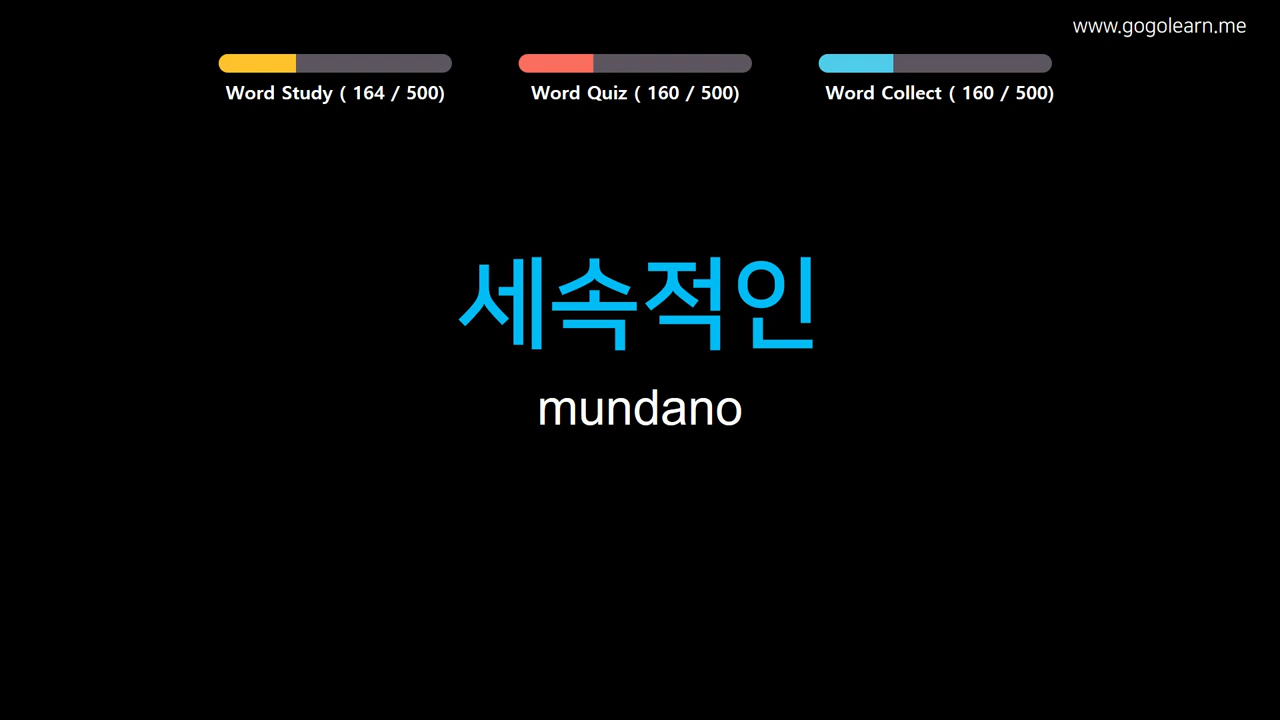 www.gogolearn.me
Word Study ( 164 / 500)
Word Quiz ( 160 / 500)
Word Collect ( 160 / 500)
세속적인
mundano